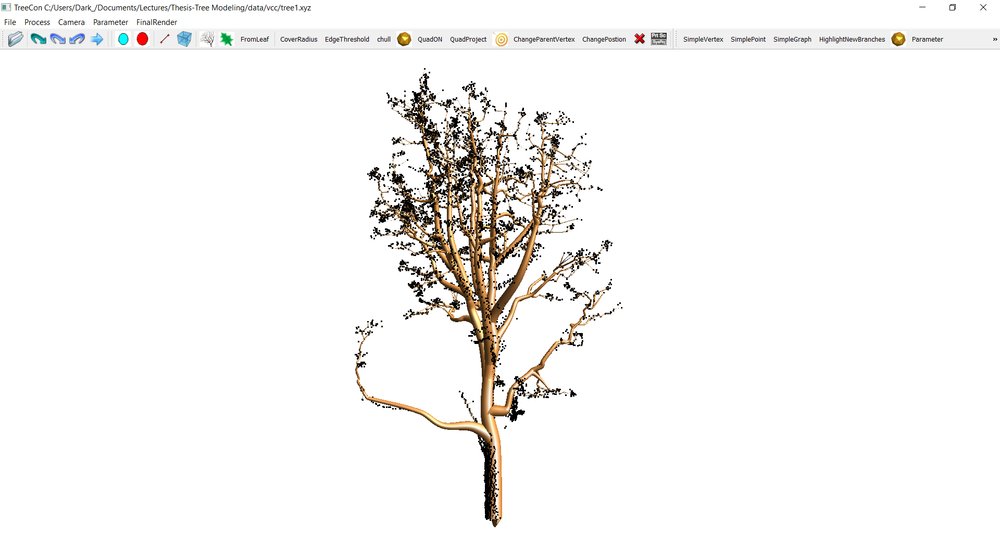 TreeCon C:/Users/Dark_/Documents/Lectures/Thesis-Tree Modeling/data/vcc/tree1.xyz
File Process Camera Parameter FinalRender
FromLeaf CoverRadius EdgeThreshold chull QuadON QuadProject ChangeParentVertex ChangePostion Prt Sc SysRq SimpleVertex SimplePoint SimpleGraph HighlightNewBranches Parameter »